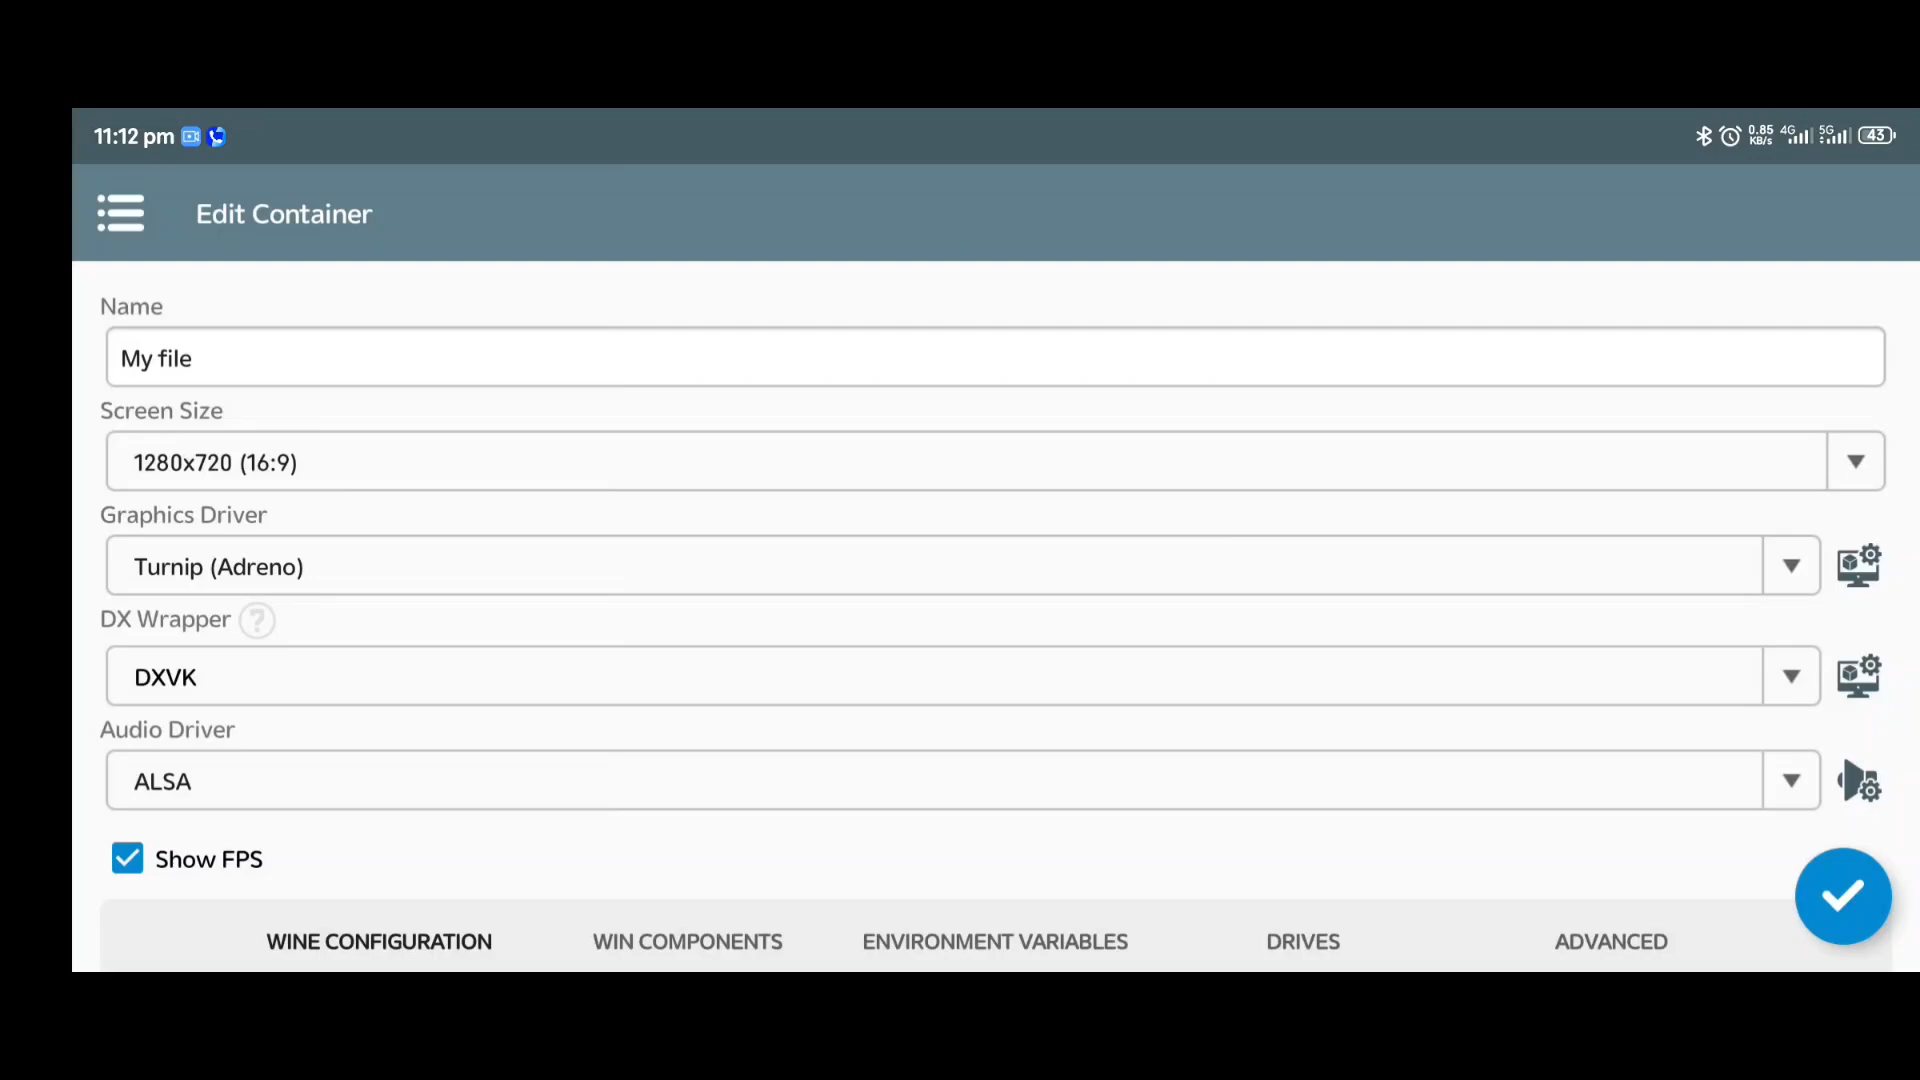 11:12 pm 0.85 KB/s 4G 5G 43
Edit Container
Name
My file
Screen Size
1280x720 (16:9)
Graphics Driver
Turnip (Adreno)
DX Wrapper ?
DXVK
Audio Driver
ALSA
Show FPS
WINE CONFIGURATION WIN COMPONENTS ENVIRONMENT VARIABLES DRIVES ADVANCED